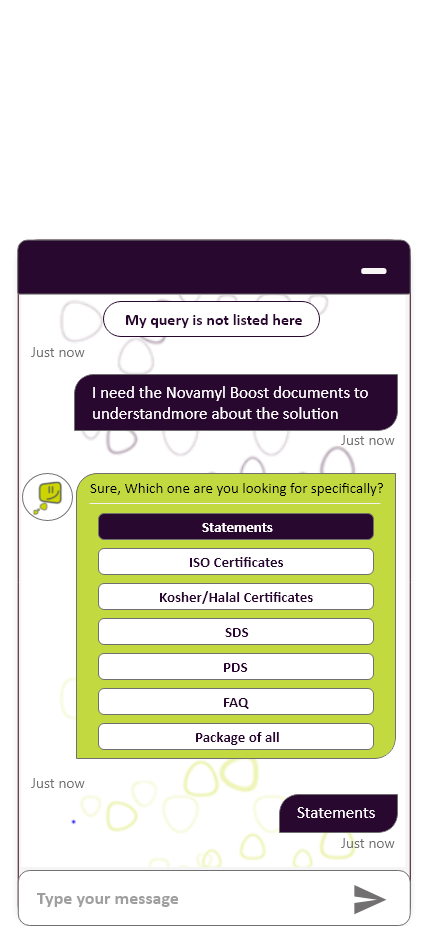 My query is not listed here
Just now
I need the Novamyl Boost documents to
understandmore about the solution
Just now
Sure, Which one are you looking for specifically?
Statements
ISO Certificates
Kosher/Halal Certificates
SDS
PDS
FAQ
Package of all
Just now
Statements
Just now
Type your message